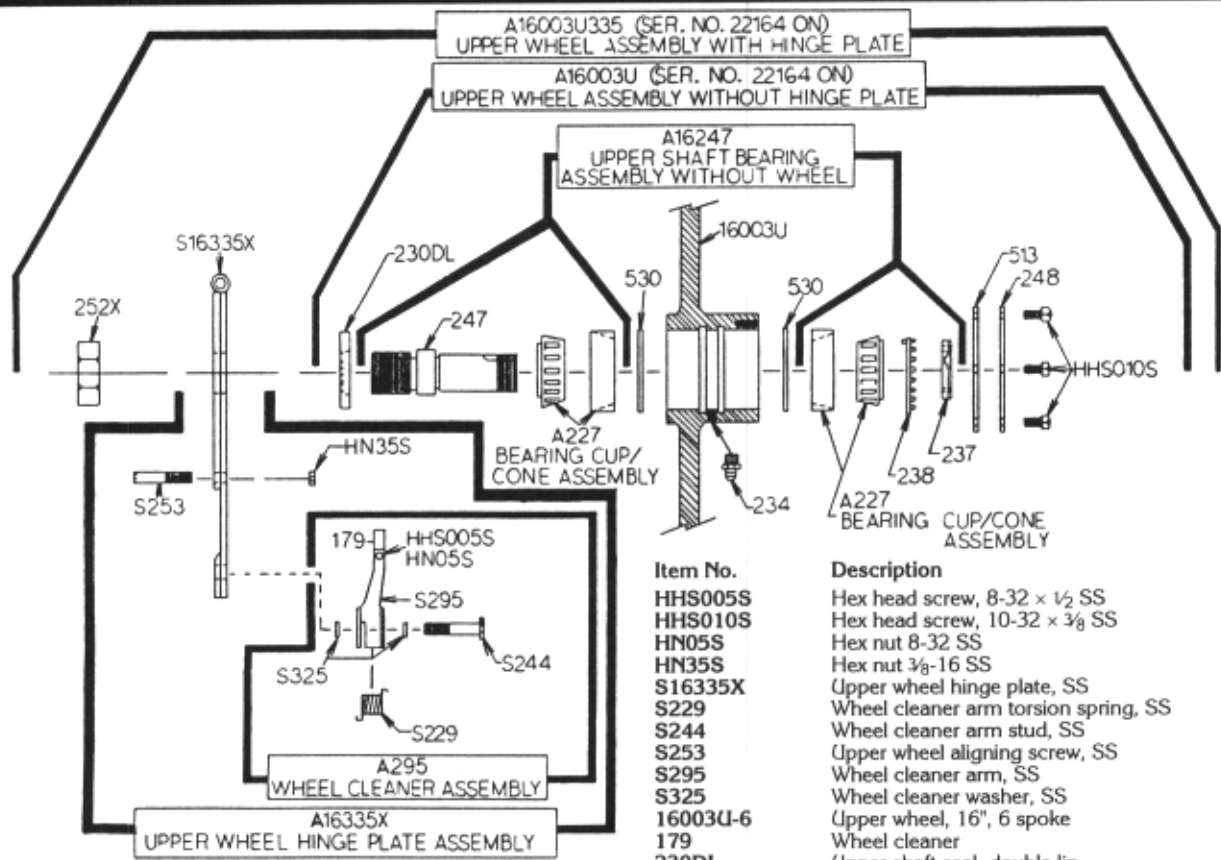 A16003U335 (SER. NO. 22164 ON)
UPPER WHEEL ASSEMBLY WITH HINGE PLATE
A16003U (SER. NO. 22164 ON)
UPPER WHEEL ASSEMBLY WITHOUT HINGE PLATE
A16247
UPPER SHAFT BEARING
ASSEMBLY WITHOUT WHEEL
S16335X
230DL
16003U
513
248
252X
247
530
530
HHS010S
A227
BEARING CUP/
CONE ASSEMBLY
237
238
HN35S
S253
234
A227
BEARING CUP/CONE
ASSEMBLY
179
HHS005S
HN05S
S295
S325
S244
S229
A295
WHEEL CLEANER ASSEMBLY
A16335X
UPPER WHEEL HINGE PLATE ASSEMBLY
Item No. Description
HHS005S Hex head screw, 8-32 × 1/2 SS
HHS010S Hex head screw, 10-32 × 3/8 SS
HN05S Hex nut 8-32 SS
HN35S Hex nut 3/8-16 SS
S16335X Upper wheel hinge plate, SS
S229 Wheel cleaner arm torsion spring, SS
S244 Wheel cleaner arm stud, SS
S253 Upper wheel aligning screw, SS
S295 Wheel cleaner arm, SS
S325 Wheel cleaner washer, SS
16003U-6 Upper wheel, 16", 6 spoke
179 Wheel cleaner
230DL Upper shaft seal, double lip